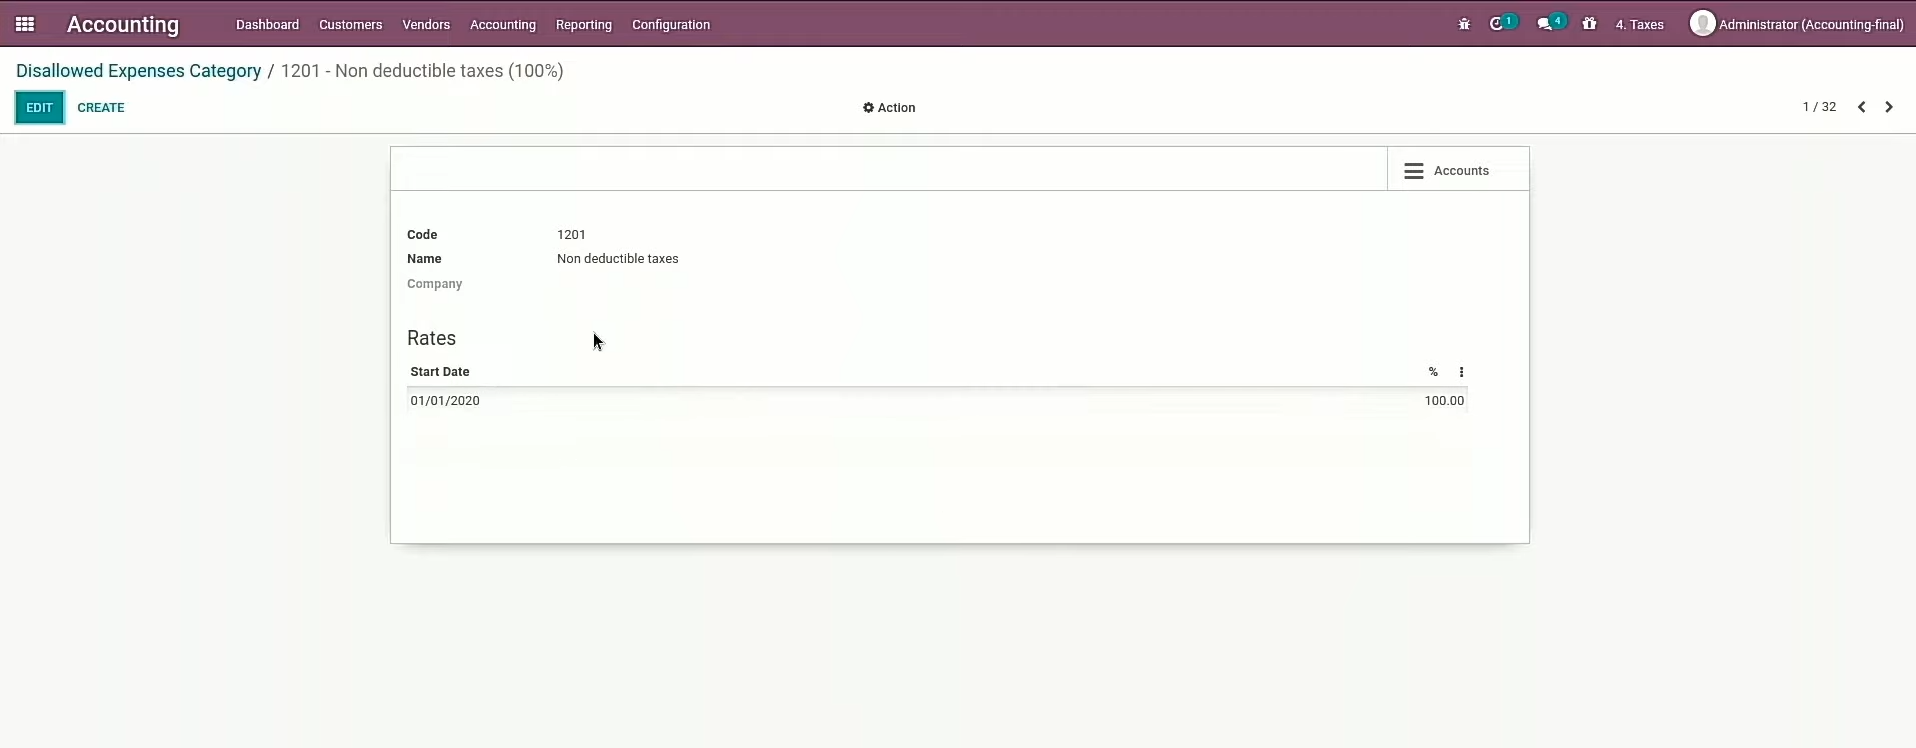 Accounting Dashboard Customers Vendors Accounting Reporting Configuration 1 4 4. Taxes Administrator (Accounting-final)
Disallowed Expenses Category / 1201 - Non deductible taxes (100%)
EDIT CREATE Action 1 / 32
Accounts
Code 1201
Name Non deductible taxes
Company
Rates
Start Date %
01/01/2020 100.00